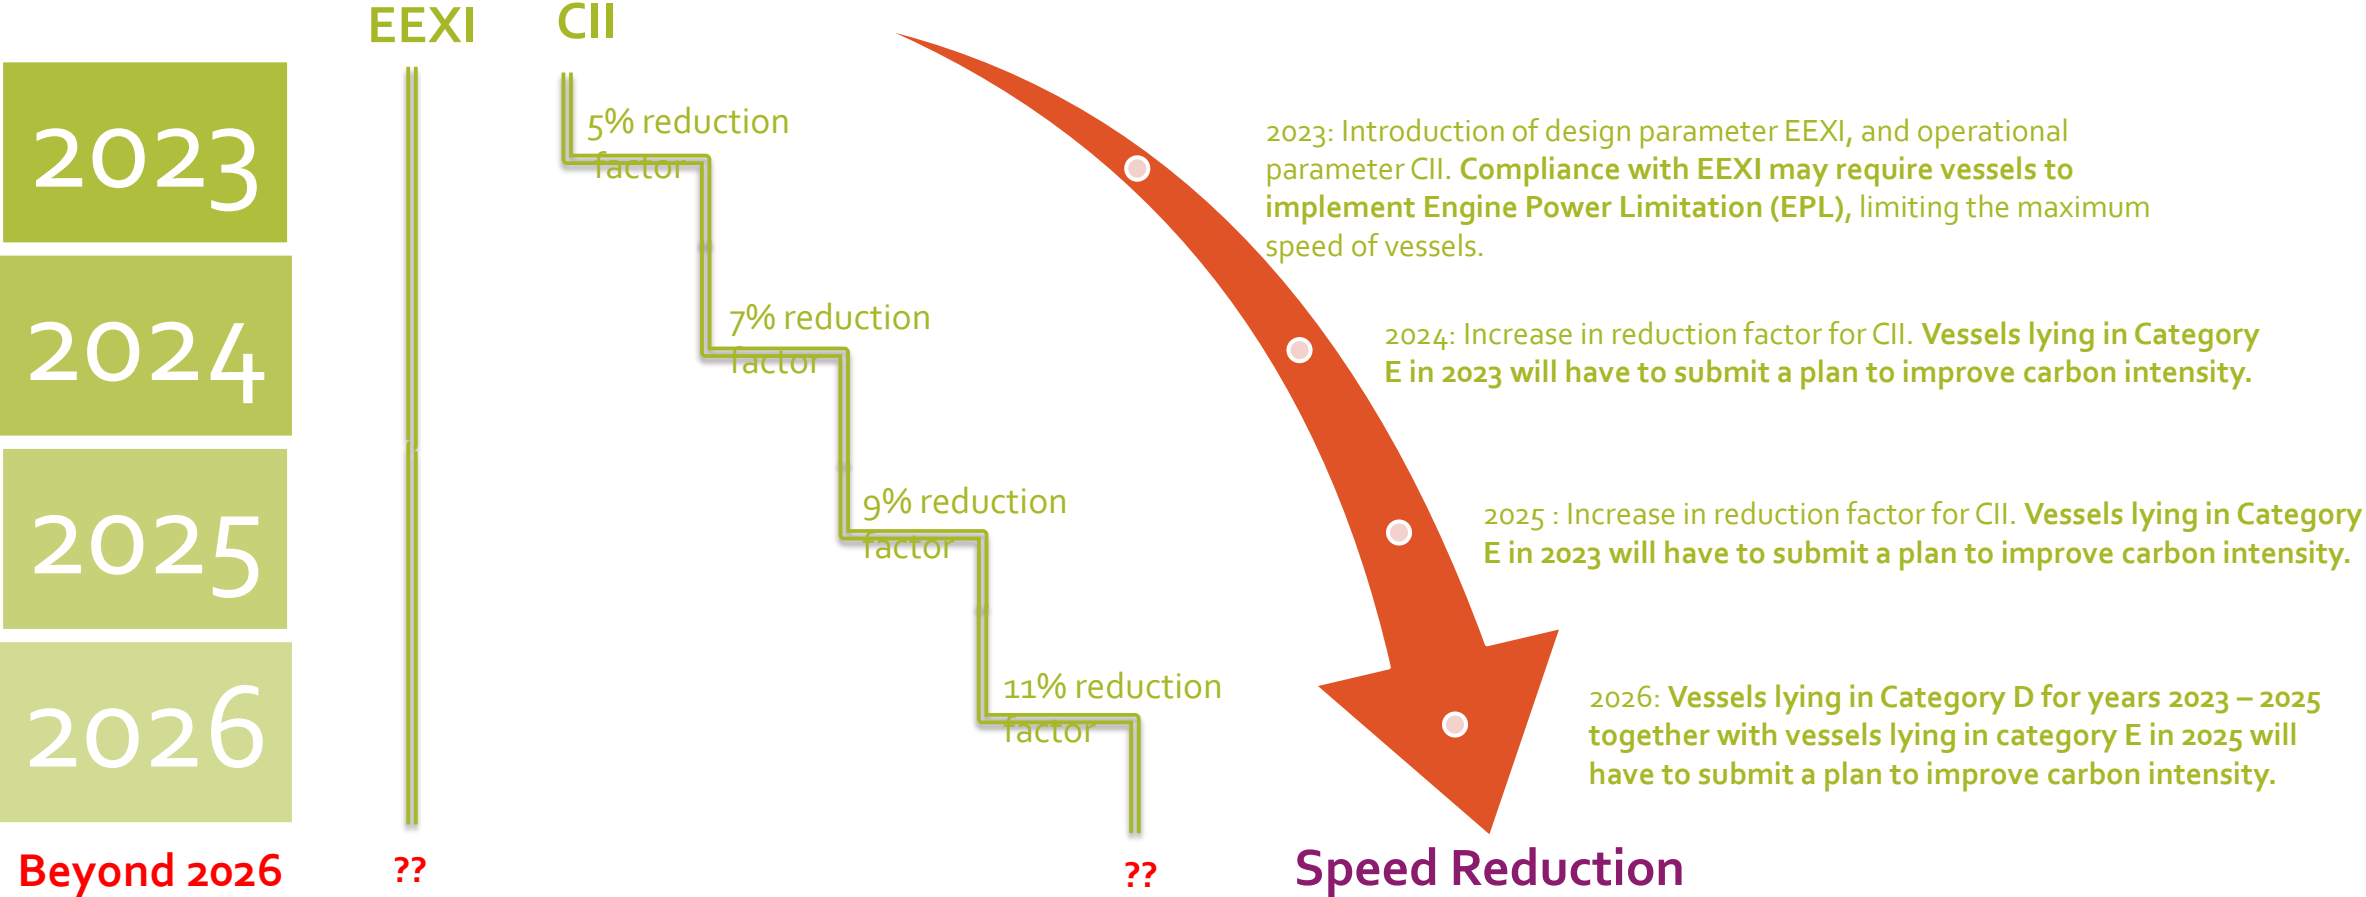 EEXI
CII
2023
5% reduction
factor
2023: Introduction of design parameter EEXI, and operational
parameter CII. Compliance with EEXI may require vessels to
implement Engine Power Limitation (EPL), limiting the maximum
speed of vessels.
2024
7% reduction
factor
2024: Increase in reduction factor for CII. Vessels lying in Category
E in 2023 will have to submit a plan to improve carbon intensity.
2025
9% reduction
factor
2025 : Increase in reduction factor for CII. Vessels lying in Category
E in 2023 will have to submit a plan to improve carbon intensity.
2026
11% reduction
factor
2026: Vessels lying in Category D for years 2023 – 2025
together with vessels lying in category E in 2025 will
have to submit a plan to improve carbon intensity.
Beyond 2026
??
??
Speed Reduction